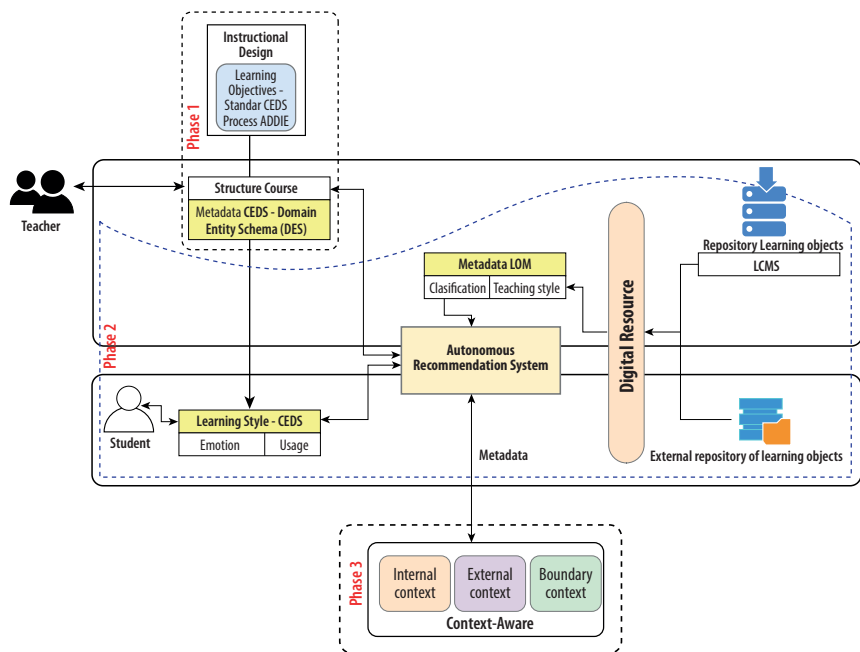 Instructional
Design
Learning
Objectives -
Standar CEDS
Process ADDIE
Phase 1
Structure Course
Metadata CEDS - Domain
Entity Schema (DES)
Teacher
Repository Learning objects
LCMS
Metadata LOM
Clasification
Teaching style
Digital Resource
Autonomous
Recommendation System
Phase 2
Student
Learning Style - CEDS
Emotion
Usage
External repository of learning objects
Metadata
Phase 3
Internal
context
External
context
Boundary
context
Context-Aware